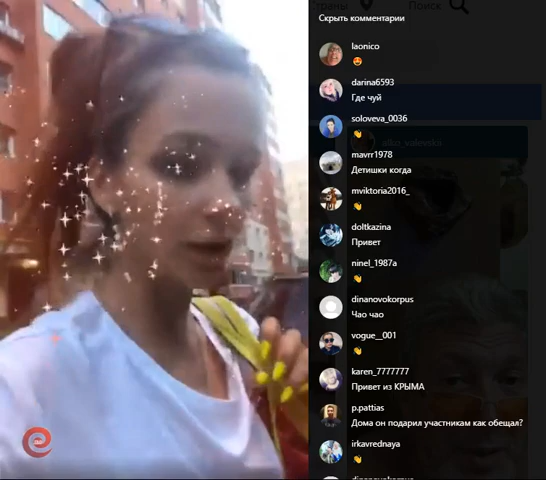 Поиск
Скрыть комментарии
laonico
darina6593
Где чуй
soloveva_0036
mavrr1978
Детишки когда
mviktoria2016_
doltkazina
Привет
ninel_1987a
dinanovokorpus
Чао чао
vogue__001
karen_7777777
Привет из КРЫМА
p.pattias
Дома он подарил участникам как обещал?
irkavrednaya